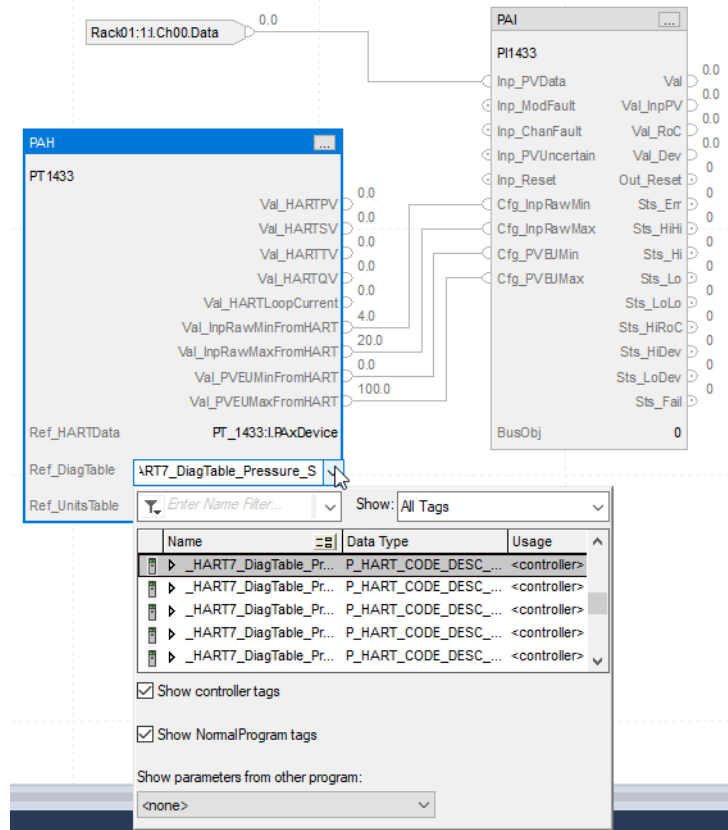 Rack01:1:I.Ch00.Data
0.0
PAI
...
PI1433
Inp_PVData
Val
0.0
Inp_ModFault
Val_InpPV
0.0
Inp_ChanFault
Val_RoC
0.0
Inp_PVUncertain
Val_Dev
0.0
Inp_Reset
Out_Reset
0
Cfg_InpRawMin
Sts_Err
0
Cfg_InpRawMax
Sts_HiHi
0
Cfg_PVEUMin
Sts_Hi
0
Cfg_PVEUMax
Sts_Lo
0
Sts_LoLo
0
Sts_HiRoC
0
Sts_HiDev
0
Sts_LoDev
0
Sts_Fail
0
BusObj
0
PAH
...
PT1433
Val_HARTPV
0.0
Val_HARTSV
0.0
Val_HARTTV
0.0
Val_HARTQV
0.0
Val_HARTLoopCurrent
0.0
Val_InpRawMinFromHART
4.0
Val_InpRawMaxFromHART
20.0
Val_PVEUMinFromHART
0.0
Val_PVEUMaxFromHART
100.0
Ref_HARTData
PT_1433:I.PAxDevice
Ref_DiagTable
ART7_DiagTable_Pressure_S
Ref_UnitsTable
Enter Name Filter...
Show: All Tags
Name Data Type Usage
_HART7_DiagTable_Pr... P_HART_CODE_DESC_... <controller>
_HART7_DiagTable_Pr... P_HART_CODE_DESC_... <controller>
_HART7_DiagTable_Pr... P_HART_CODE_DESC_... <controller>
_HART7_DiagTable_Pr... P_HART_CODE_DESC_... <controller>
_HART7_DiagTable_Pr... P_HART_CODE_DESC_... <controller>
Show controller tags
Show NormalProgram tags
Show parameters from other program:
<none>